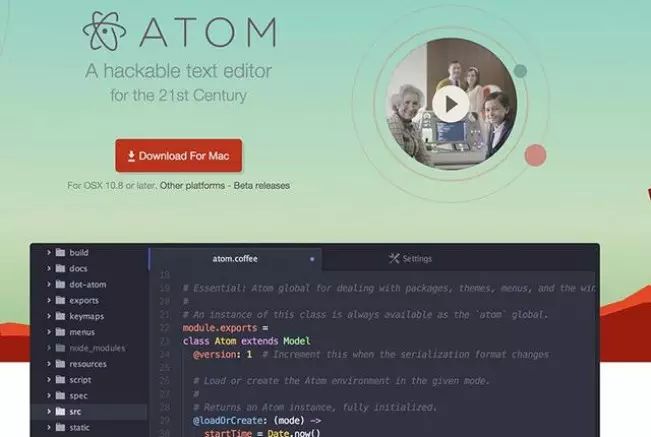 ATOM
A hackable text editor
for the 21st Century
Download For Mac
For OSX 10.8 or later. Other platforms - Beta releases
build
docs
dot-atom
exports
keymaps
menus
node_modules
resources
script
spec
src
static
atom.coffee
Settings
18
19 # Essential: Atom global for dealing with packages, themes, menus, and the win
20 #
21 # An instance of this class is always available as the `atom` global.
22 module.exports =
23 class Atom extends Model
24 @version: 1 # Increment this when the serialization format changes
25
26 # Load or create the Atom environment in the given mode.
27 #
28 # Returns an Atom instance, fully initialized.
29 @loadOrCreate: (mode) ->
30 startTime = Date.now()